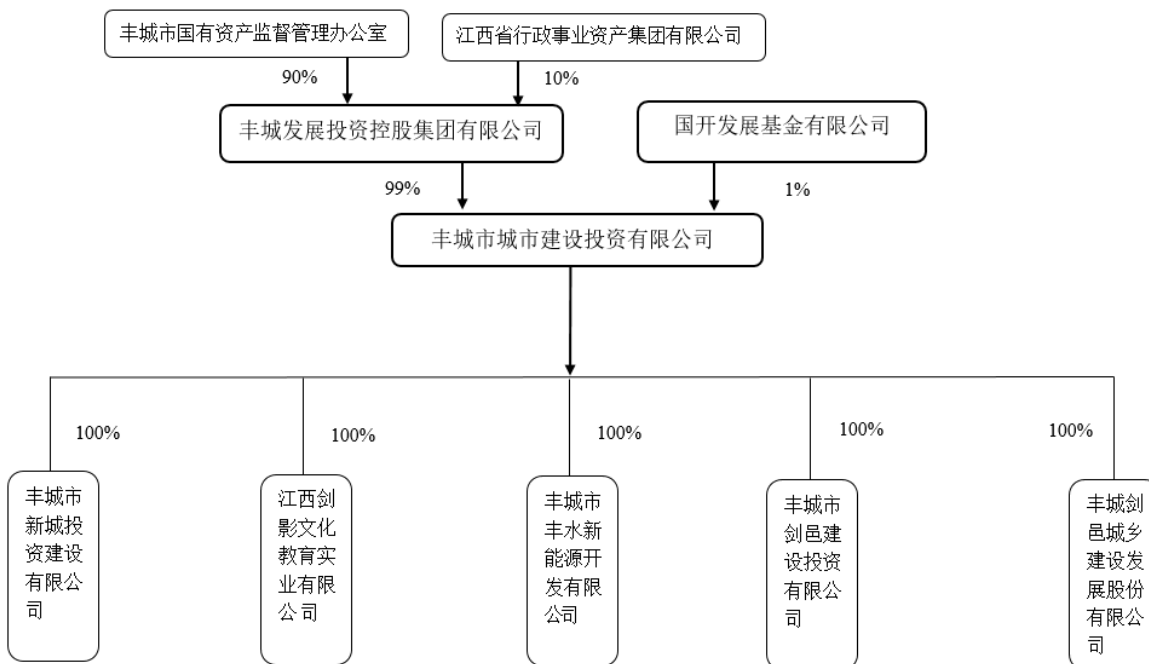 丰城市国有资产监督管理办公室
江西省行政事业资产集团有限公司
90%
10%
丰城发展投资控股集团有限公司
国开发展基金有限公司
99%
1%
丰城市城市建设投资有限公司
100%
100%
100%
100%
100%
丰城市
新城投
资建设
有限公
司
江西剑
影文化
教育实
业有限
公司
丰城市
丰水新
能源开
发有限
公司
丰城市
剑邑建
设投资
有限公
司
丰城剑
邑城乡
建设发
展股份
有限公
司